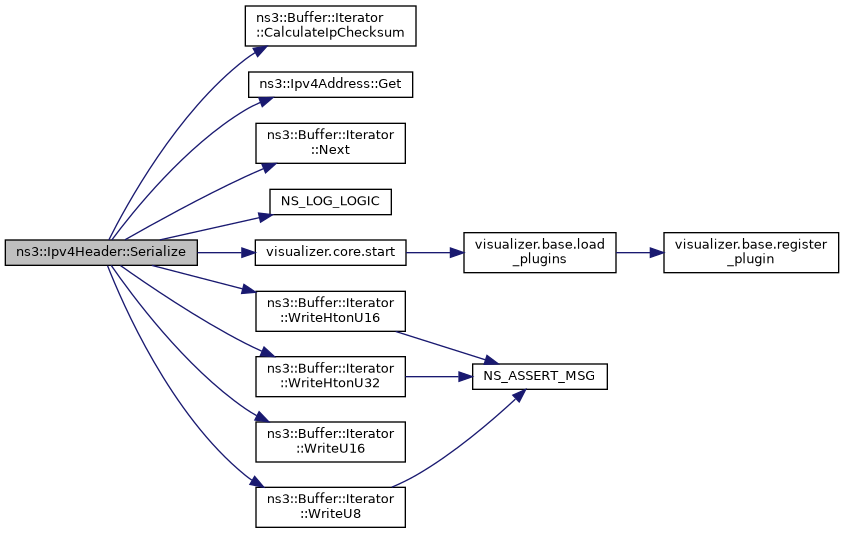 ns3::Buffer::Iterator
::CalculateIpChecksum
ns3::Ipv4Address::Get
ns3::Buffer::Iterator
::Next
NS_LOG_LOGIC
ns3::Ipv4Header::Serialize
visualizer.core.start
visualizer.base.load
_plugins
visualizer.base.register
_plugin
ns3::Buffer::Iterator
::WriteHtonU16
ns3::Buffer::Iterator
::WriteHtonU32
NS_ASSERT_MSG
ns3::Buffer::Iterator
::WriteU16
ns3::Buffer::Iterator
::WriteU8